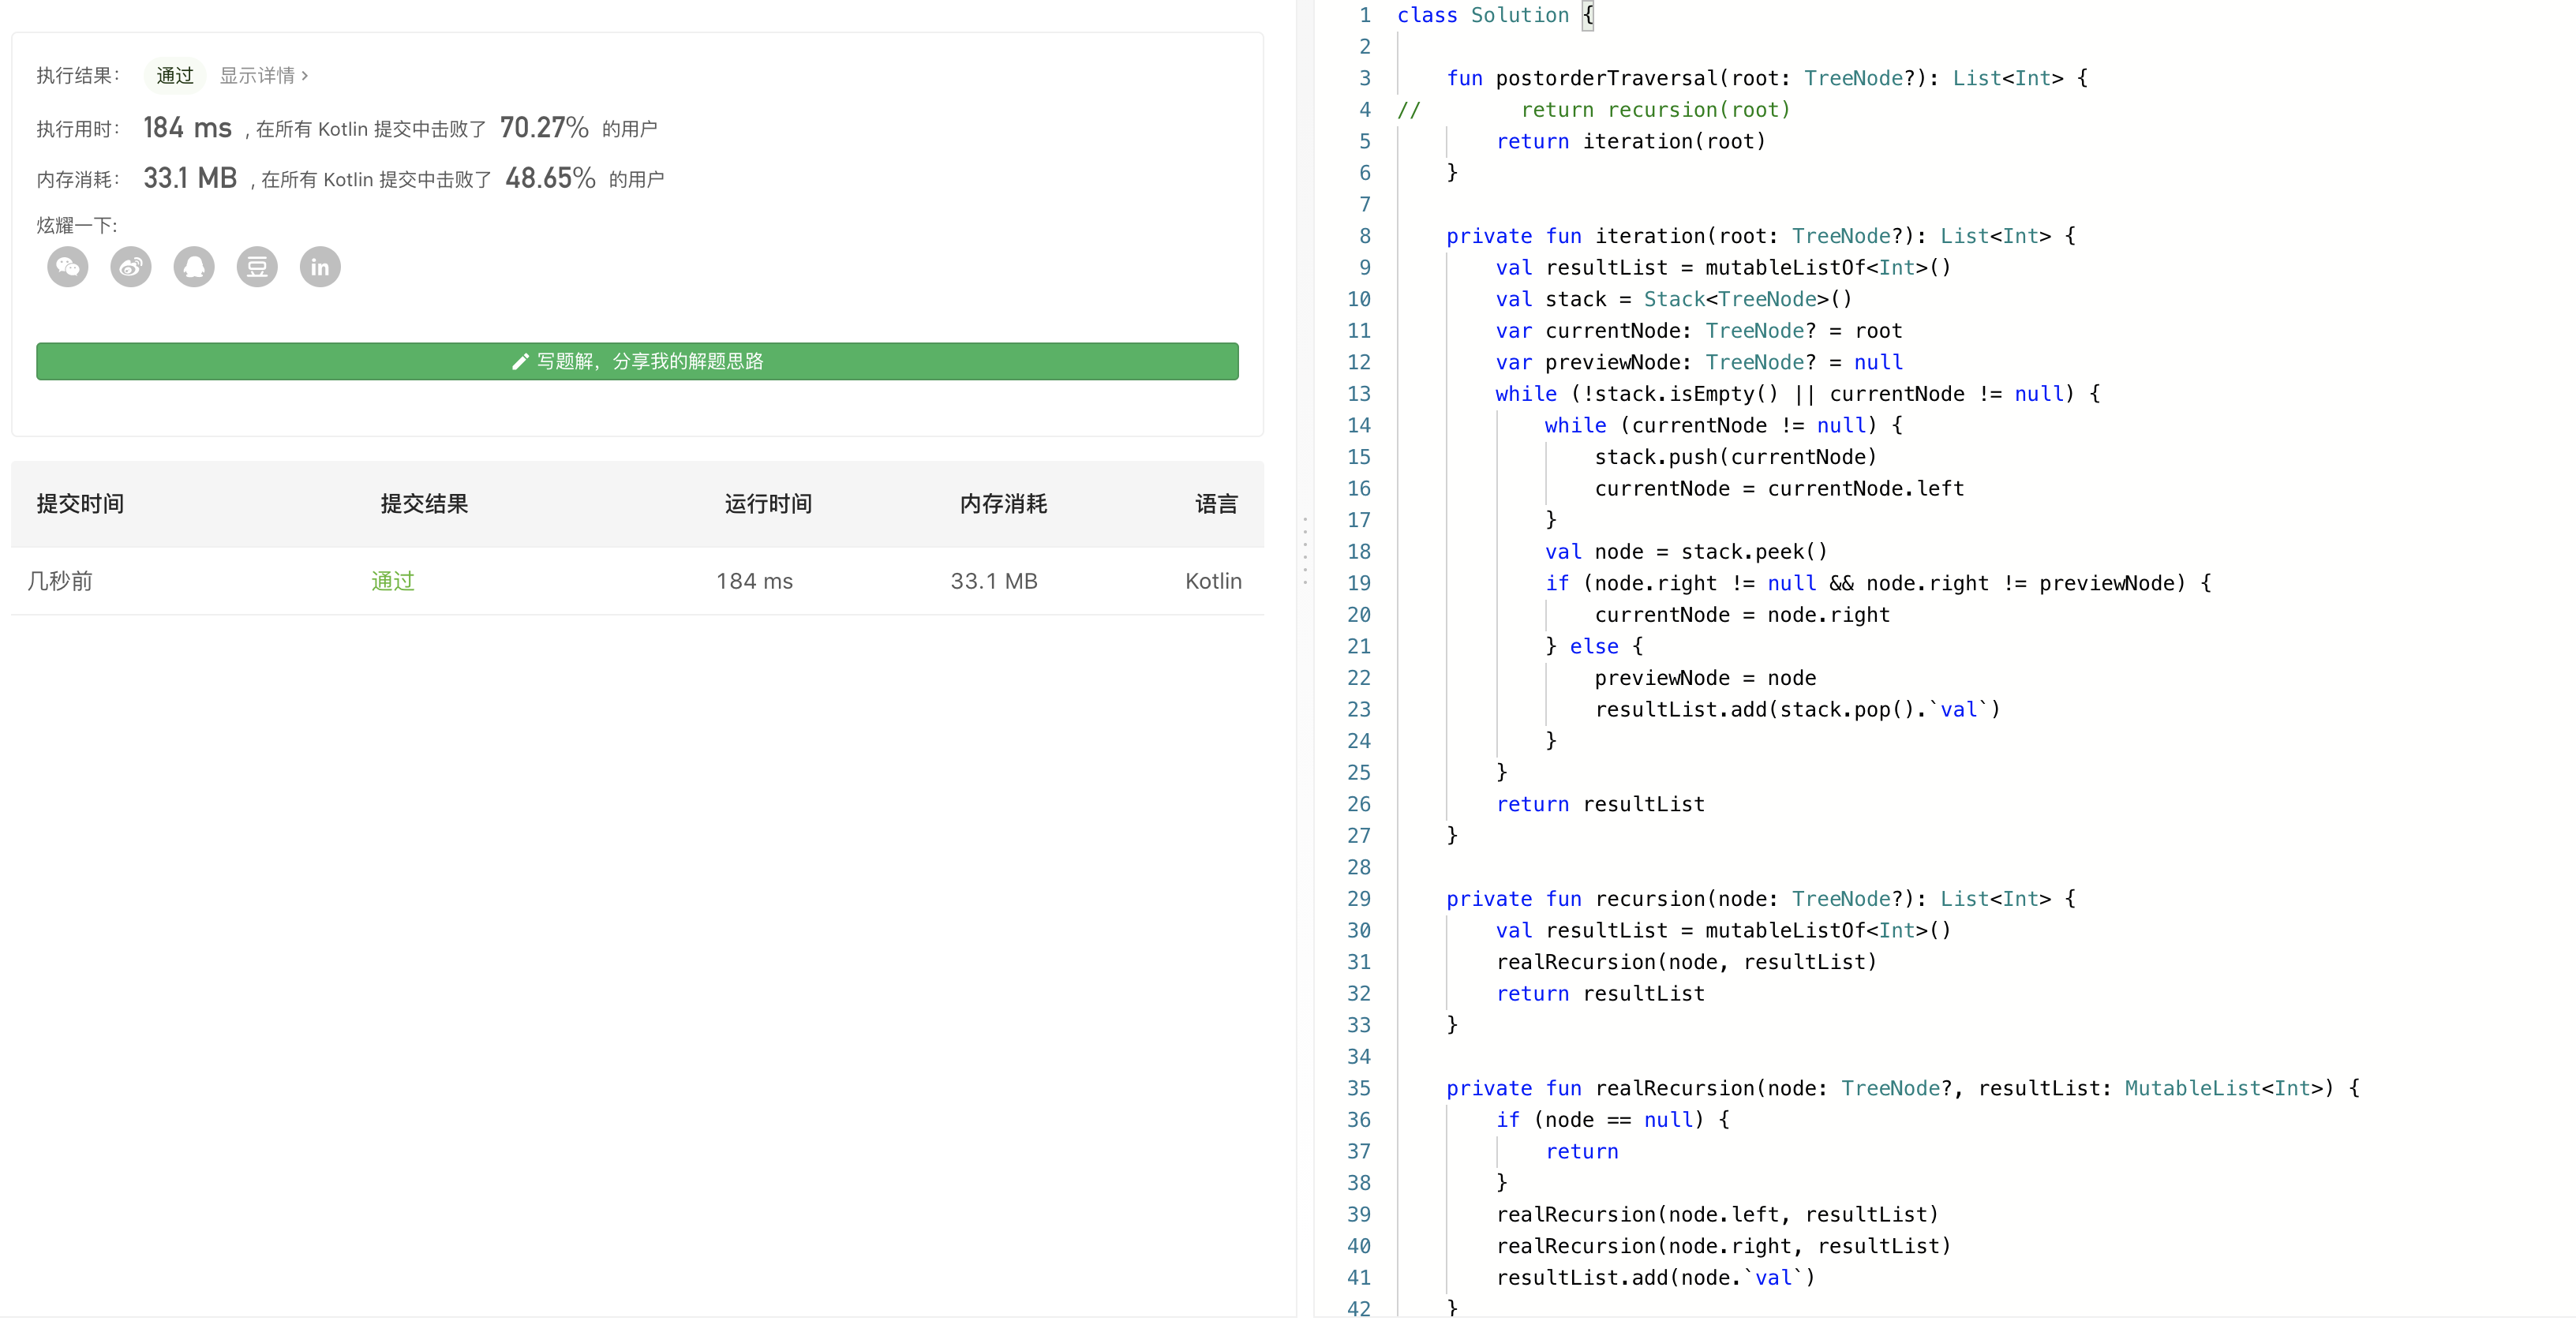 执行结果： 通过 显示详情 ›
执行用时： 184 ms , 在所有 Kotlin 提交中击败了 70.27% 的用户
内存消耗： 33.1 MB , 在所有 Kotlin 提交中击败了 48.65% 的用户
炫耀一下:
豆 in
写题解，分享我的解题思路
提交时间 提交结果 运行时间 内存消耗 语言
几秒前 通过 184 ms 33.1 MB Kotlin
1 class Solution {
2
3     fun postorderTraversal(root: TreeNode?): List<Int> {
4 //        return recursion(root)
5         return iteration(root)
6     }
7
8     private fun iteration(root: TreeNode?): List<Int> {
9         val resultList = mutableListOf<Int>()
10         val stack = Stack<TreeNode>()
11         var currentNode: TreeNode? = root
12         var previewNode: TreeNode? = null
13         while (!stack.isEmpty() || currentNode != null) {
14             while (currentNode != null) {
15                 stack.push(currentNode)
16                 currentNode = currentNode.left
17             }
18             val node = stack.peek()
19             if (node.right != null && node.right != previewNode) {
20                 currentNode = node.right
21             } else {
22                 previewNode = node
23                 resultList.add(stack.pop().`val`)
24             }
25         }
26         return resultList
27     }
28
29     private fun recursion(node: TreeNode?): List<Int> {
30         val resultList = mutableListOf<Int>()
31         realRecursion(node, resultList)
32         return resultList
33     }
34
35     private fun realRecursion(node: TreeNode?, resultList: MutableList<Int>) {
36         if (node == null) {
37             return
38         }
39         realRecursion(node.left, resultList)
40         realRecursion(node.right, resultList)
41         resultList.add(node.`val`)
42     }